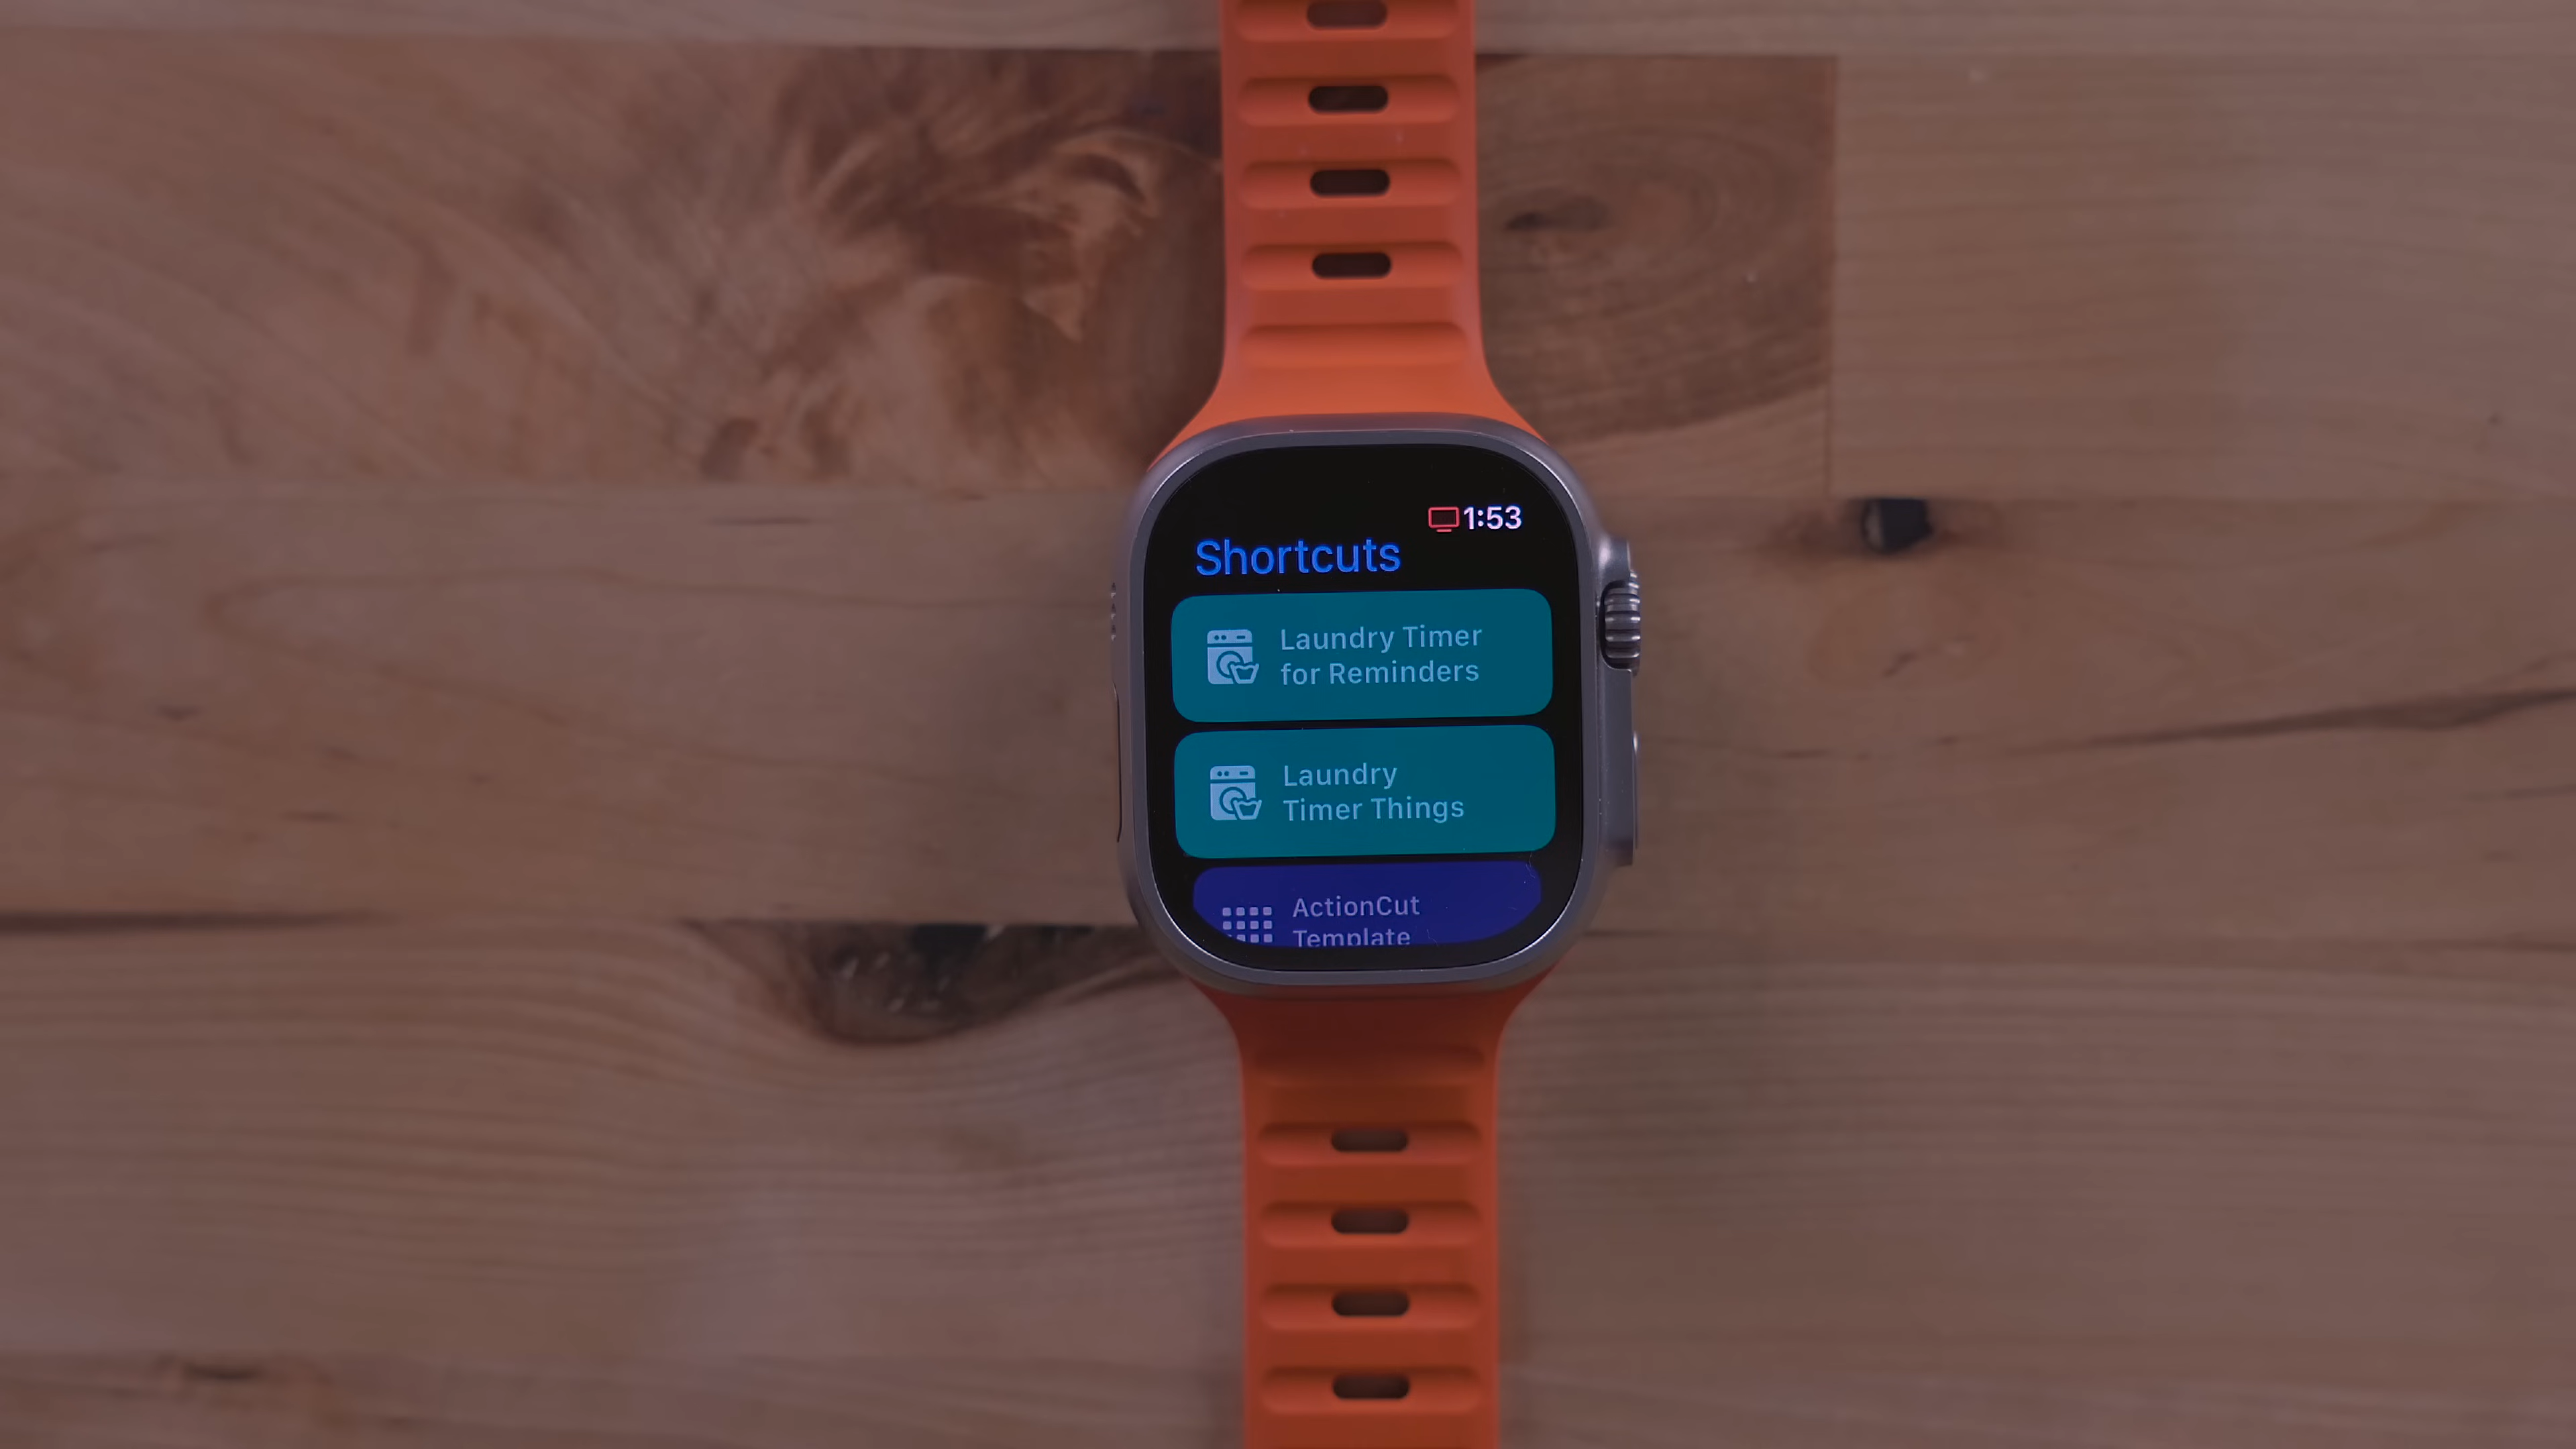 1:53
Shortcuts
Laundry Timer
for Reminders
Laundry
Timer Things
ActionCut
Template